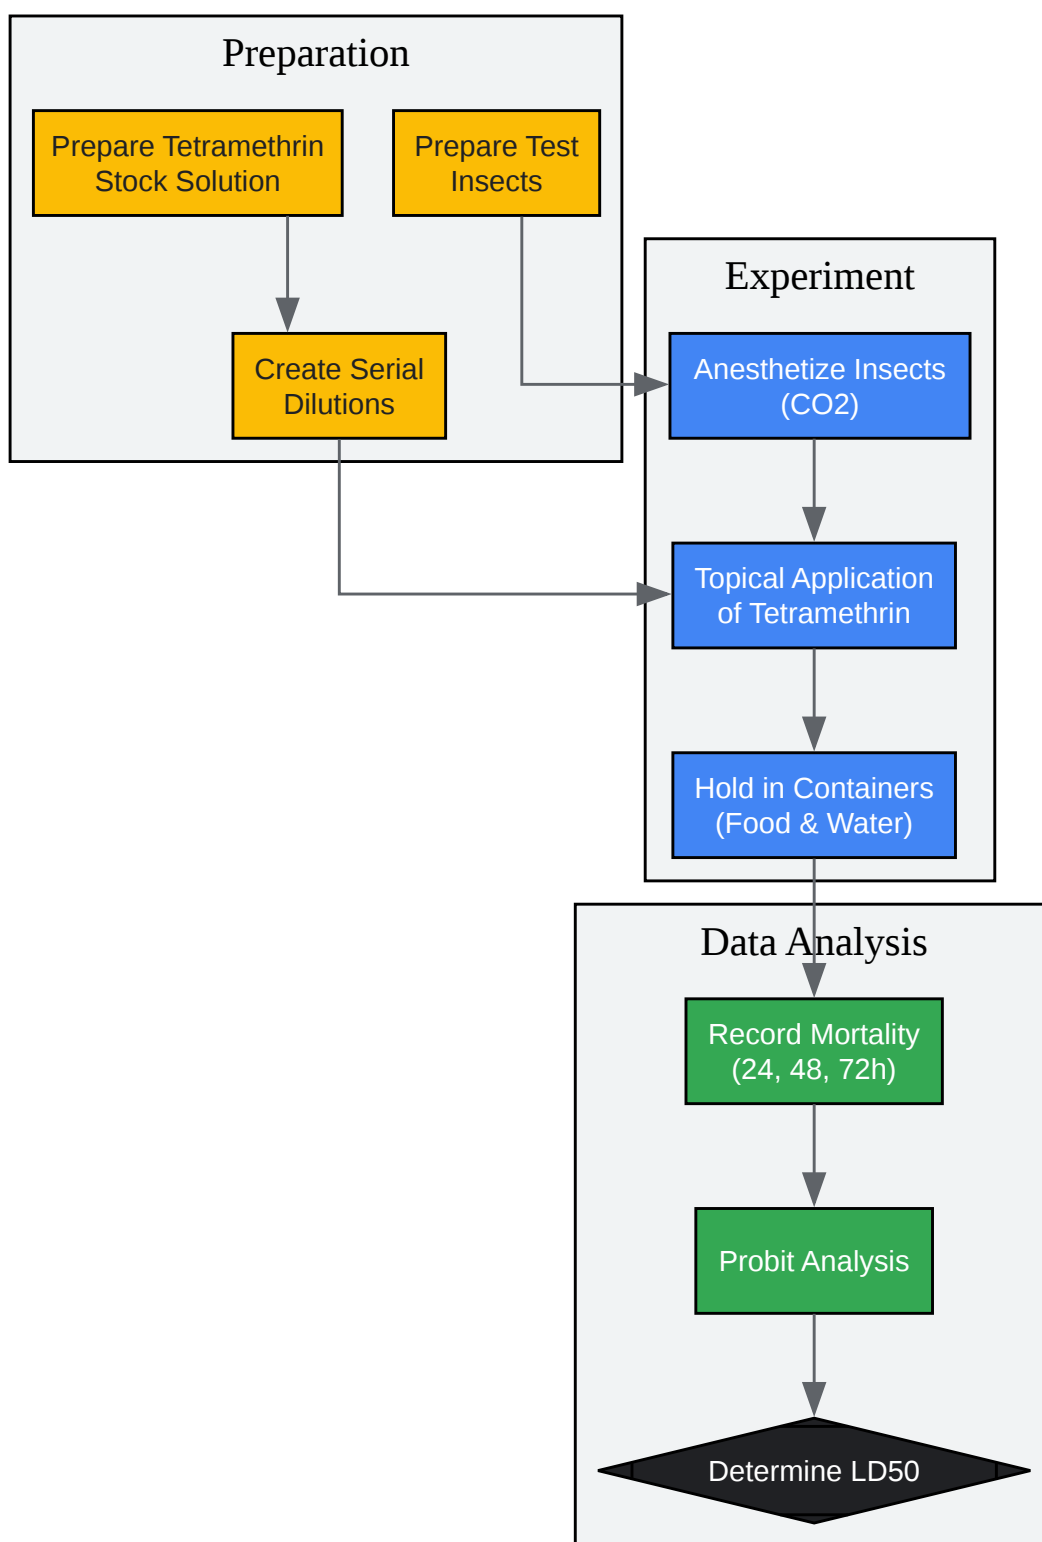 Preparation
Prepare Tetramethrin
Stock Solution
Prepare Test
Insects
Create Serial
Dilutions
Experiment
Anesthetize Insects
(CO2)
Topical Application
of Tetramethrin
Hold in Containers
(Food & Water)
Data Analysis
Record Mortality
(24, 48, 72h)
Probit Analysis
Determine LD50